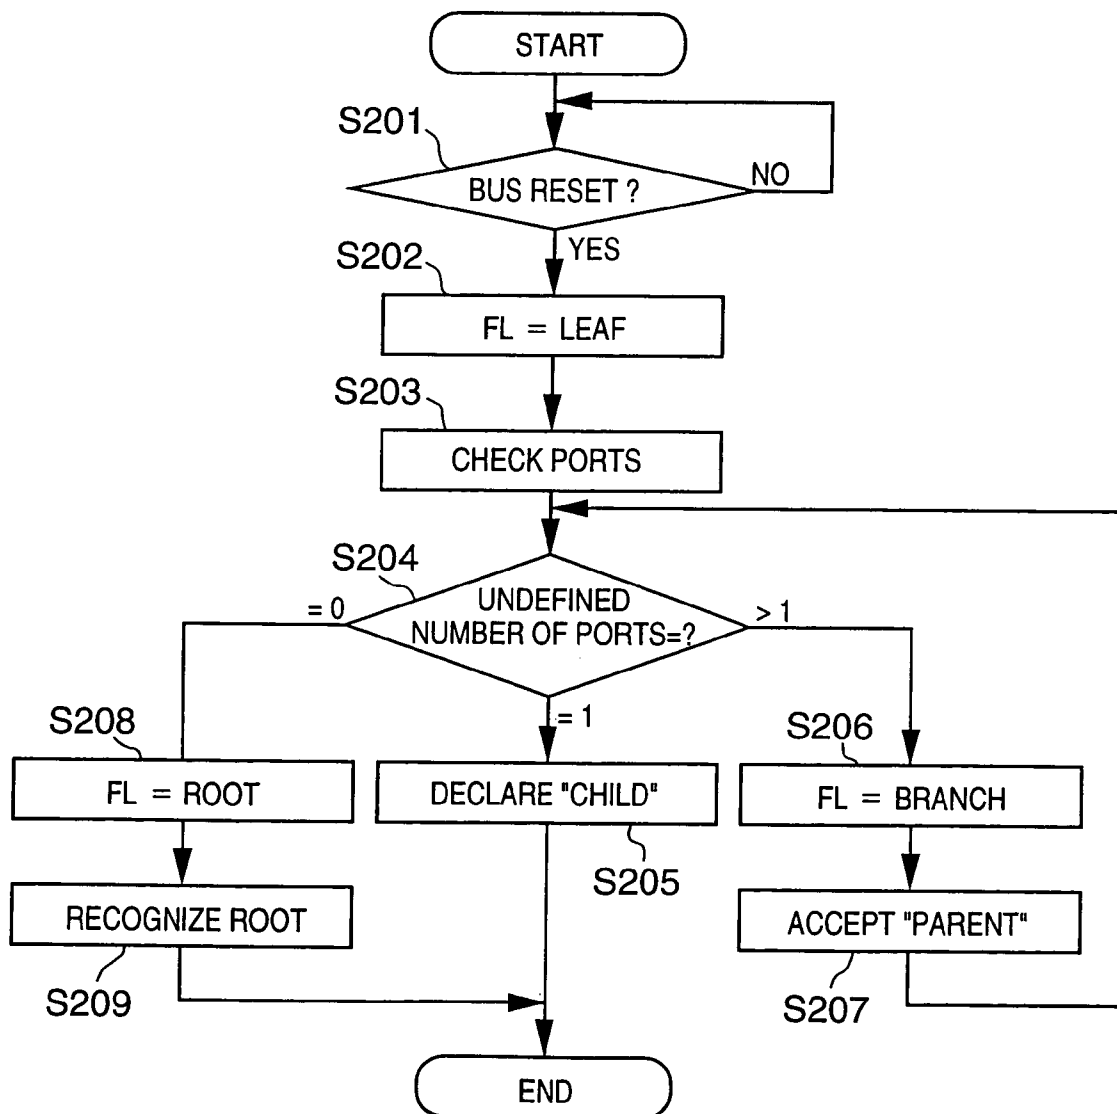 START
S201
BUS RESET ?
NO
YES
S202
FL = LEAF
S203
CHECK PORTS
S204
= 0
UNDEFINED
NUMBER OF PORTS=?
> 1
= 1
S208
FL = ROOT
DECLARE "CHILD"
S205
S206
FL = BRANCH
RECOGNIZE ROOT
S209
ACCEPT "PARENT"
S207
END